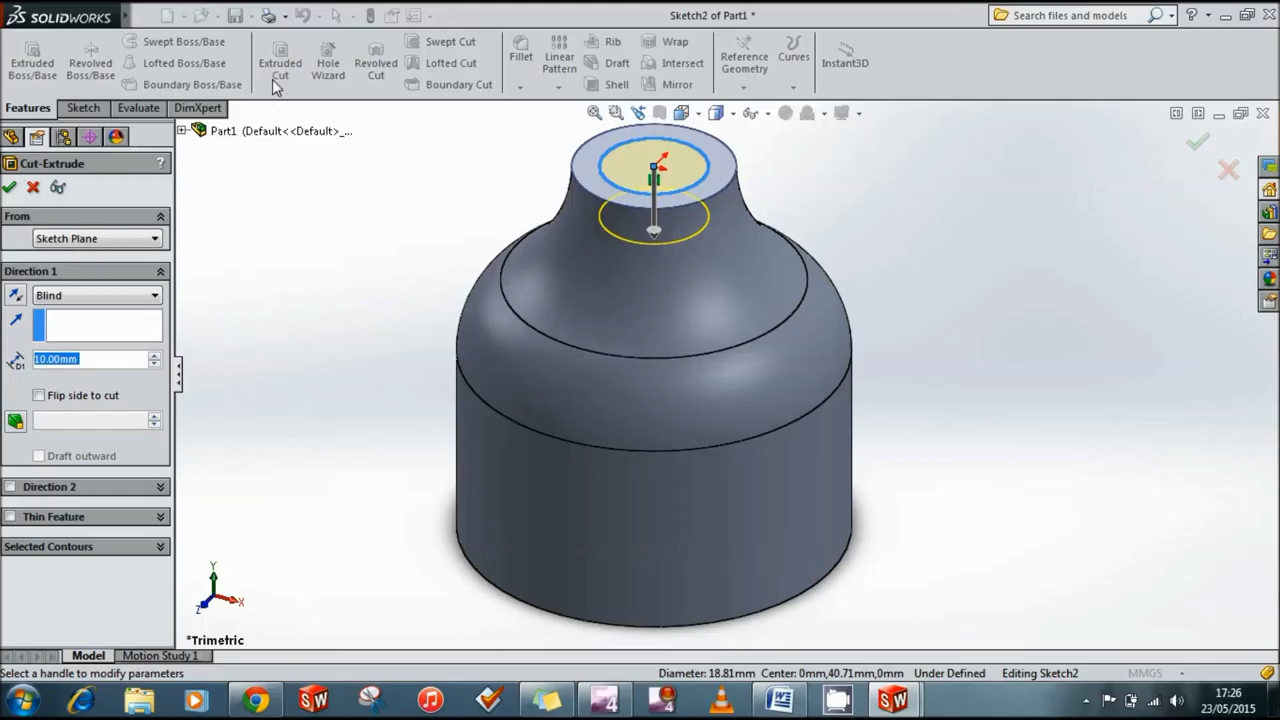 SOLIDWORKS
Sketch2 of Part1 *
Search files and models
Extruded Boss/Base
Revolved Boss/Base
Swept Boss/Base
Lofted Boss/Base
Boundary Boss/Base
Extruded Cut
Hole Wizard
Revolved Cut
Swept Cut
Lofted Cut
Boundary Cut
Fillet
Linear Pattern
Rib
Draft
Shell
Wrap
Intersect
Mirror
Reference Geometry
Curves
Instant3D
Features
Sketch
Evaluate
DimXpert
Part1 (Default<<Default>_...
Cut-Extrude
?
From
Sketch Plane
Direction 1
Blind
D1
10.00mm
Flip side to cut
Draft outward
Direction 2
Thin Feature
Selected Contours
Y
X
Z
*Trimetric
Model
Motion Study 1
Select a handle to modify parameters
Diameter: 18.81mm Center: 0mm,40.71mm,0mm
Under Defined
Editing Sketch2
MMGS
17:26
23/05/2015